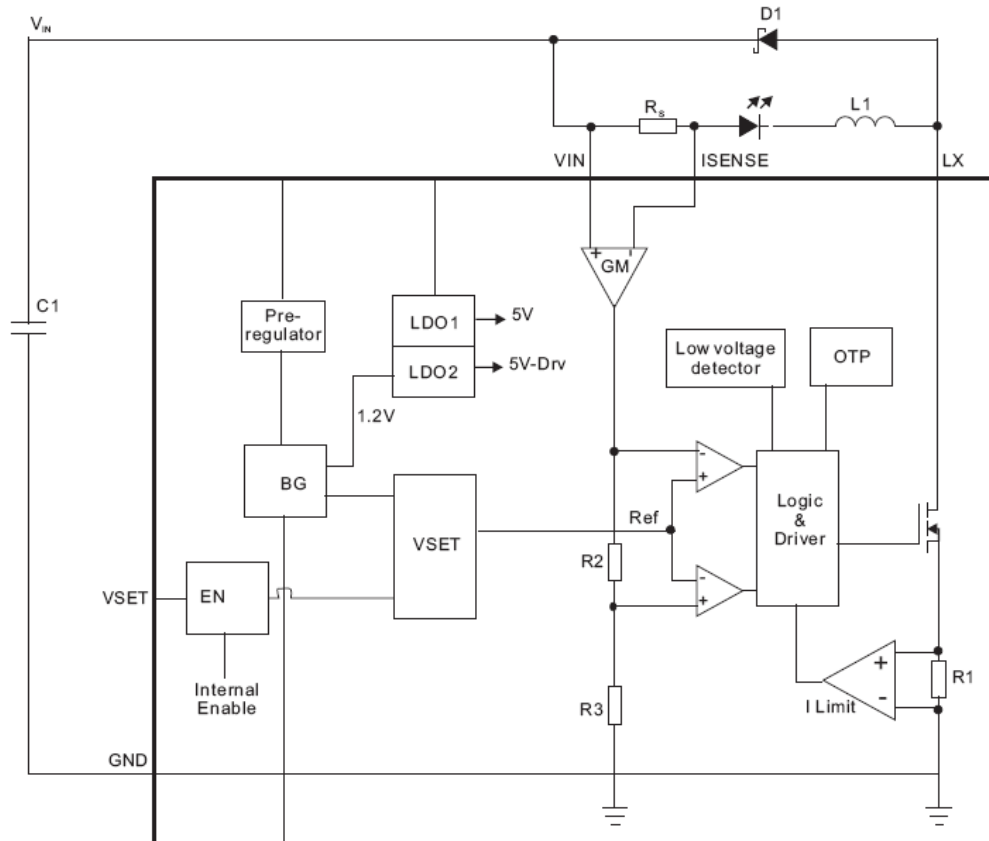 D1
VIN
Rs
L1
VIN
ISENSE
LX
+ -
GM
C1
Pre-
regulator
LDO1
5V
LDO2
5V-Drv
Low voltage
detector
OTP
1.2V
BG
-
+
Logic
&
Driver
VSET
Ref
R2
VSET
EN
-
+
+
-
R1
I Limit
Internal
Enable
R3
GND